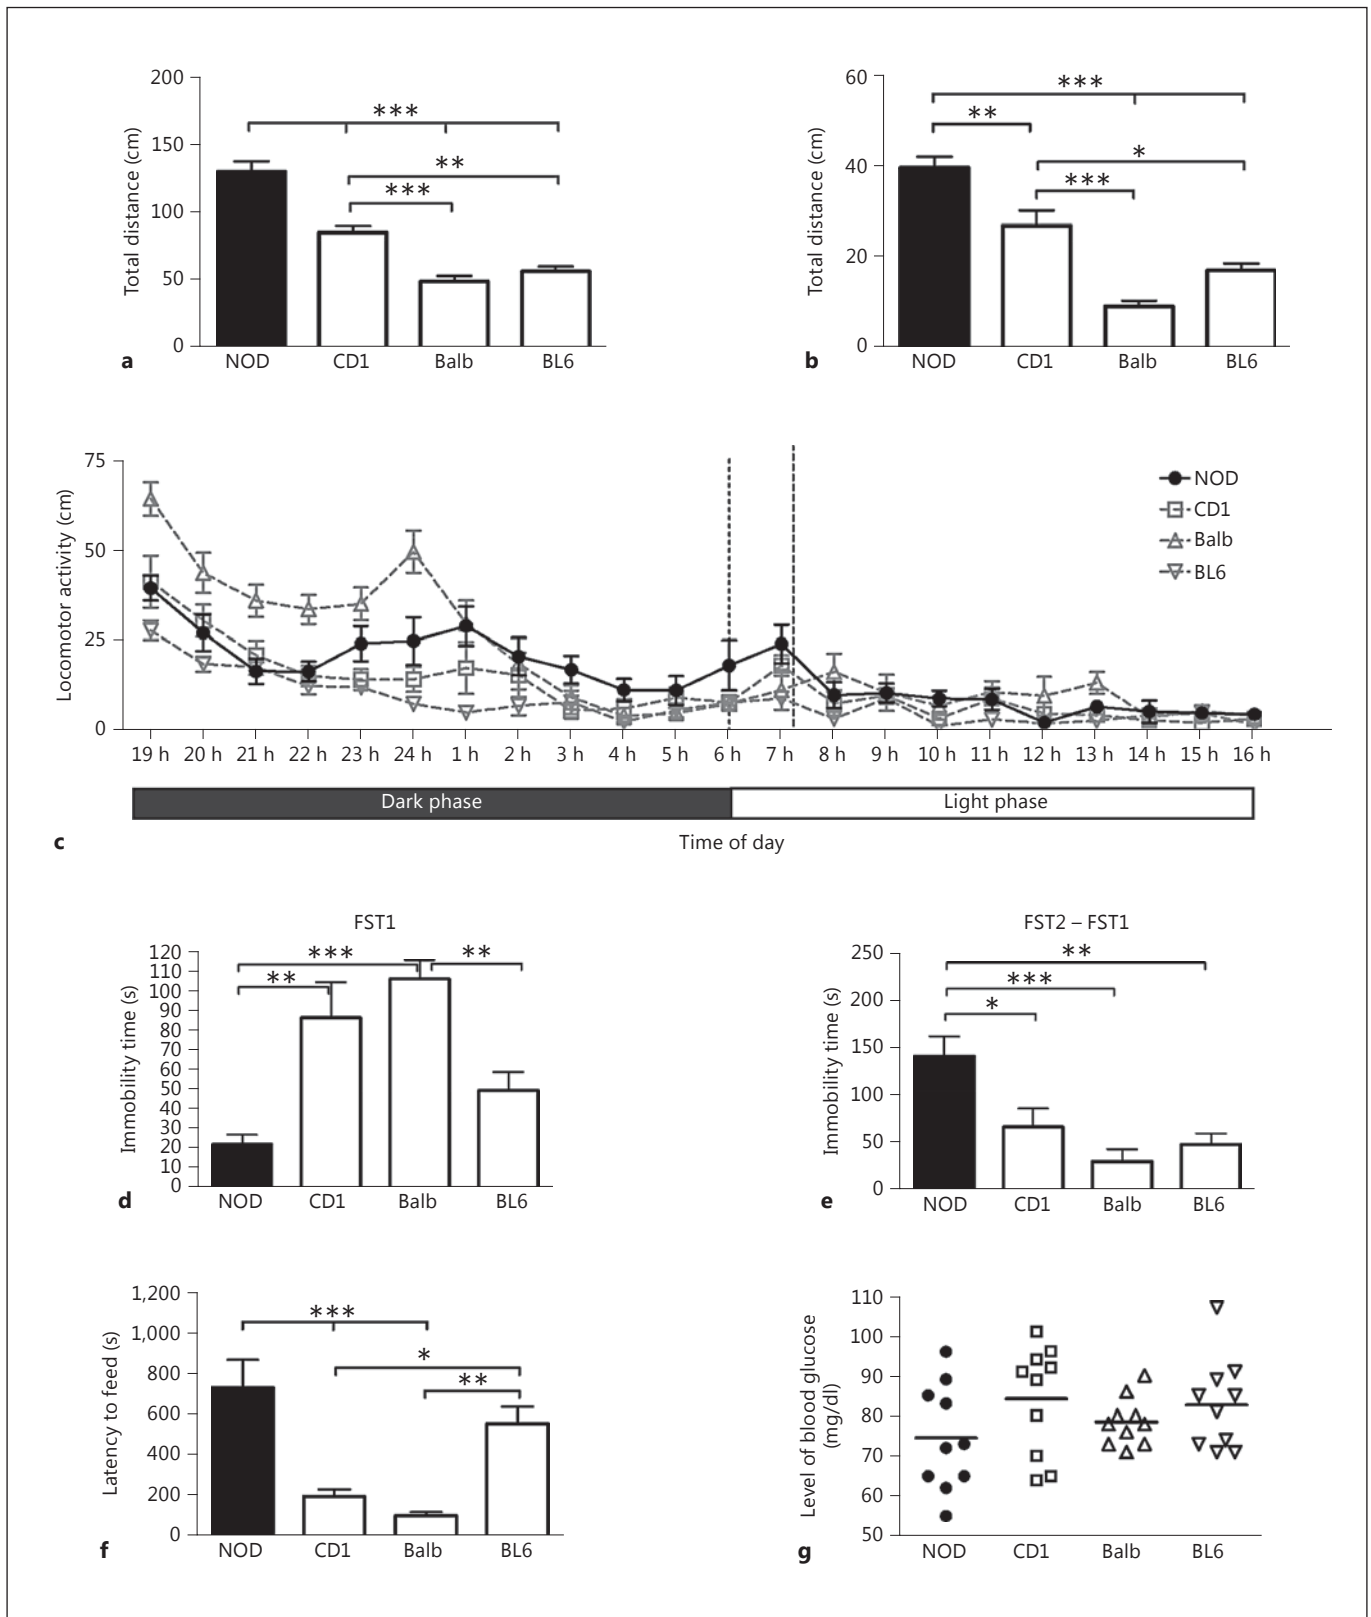 200
150
100
50
0
Total distance (cm)
***
**
***
NOD CD1 Balb BL6
a
60
40
20
0
Total distance (cm)
***
**
*
***
NOD CD1 Balb BL6
b
75
50
25
0
Locomotor activity (cm)
NOD
CD1
Balb
BL6
19 h 20 h 21 h 22 h 23 h 24 h 1 h 2 h 3 h 4 h 5 h 6 h 7 h 8 h 9 h 10 h 11 h 12 h 13 h 14 h 15 h 16 h
Dark phase Light phase
Time of day
c
FST1
120
110
100
90
80
70
60
50
40
30
20
10
0
Immobility time (s)
*** **
**
NOD CD1 Balb BL6
d
FST2 – FST1
250
200
150
100
50
0
Immobility time (s)
**
***
*
NOD CD1 Balb BL6
e
1,200
1,000
800
600
400
200
0
Latency to feed (s)
***
*
**
NOD CD1 Balb BL6
f
110
100
90
80
70
60
50
Level of blood glucose
(mg/dl)
NOD CD1 Balb BL6
g